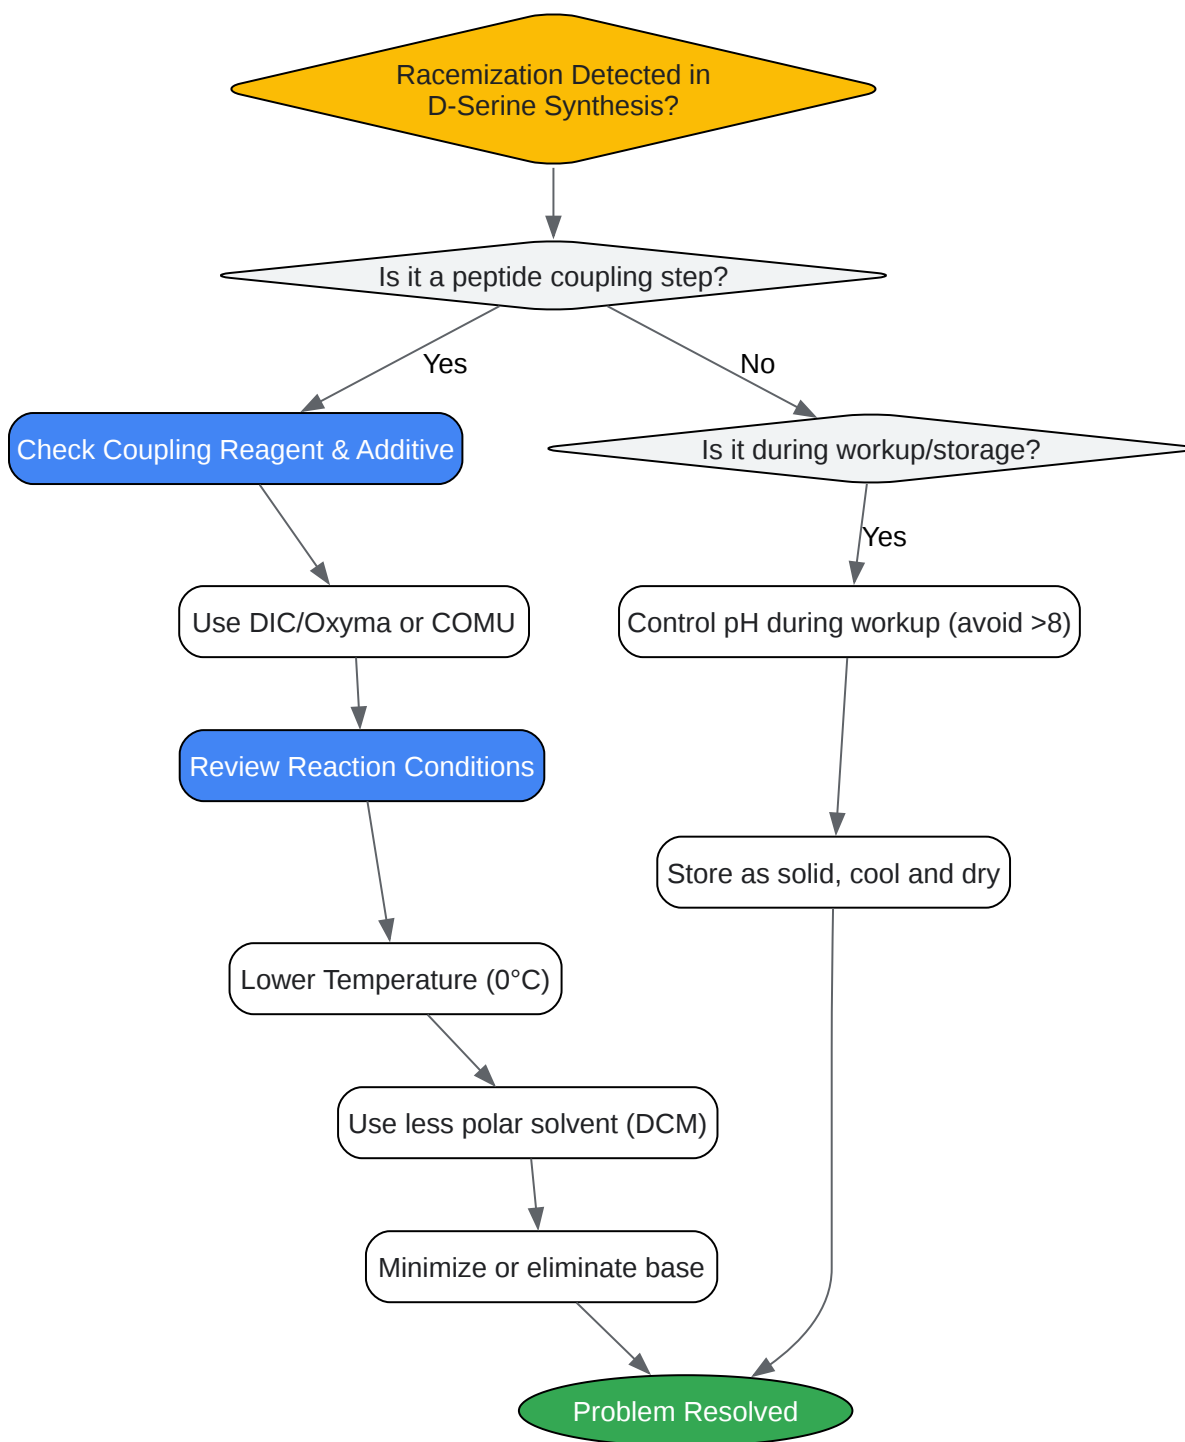 Racemization Detected in
D-Serine Synthesis?
Is it a peptide coupling step?
Yes
No
Check Coupling Reagent & Additive
Is it during workup/storage?
Yes
Use DIC/Oxyma or COMU
Control pH during workup (avoid >8)
Review Reaction Conditions
Store as solid, cool and dry
Lower Temperature (0°C)
Use less polar solvent (DCM)
Minimize or eliminate base
Problem Resolved